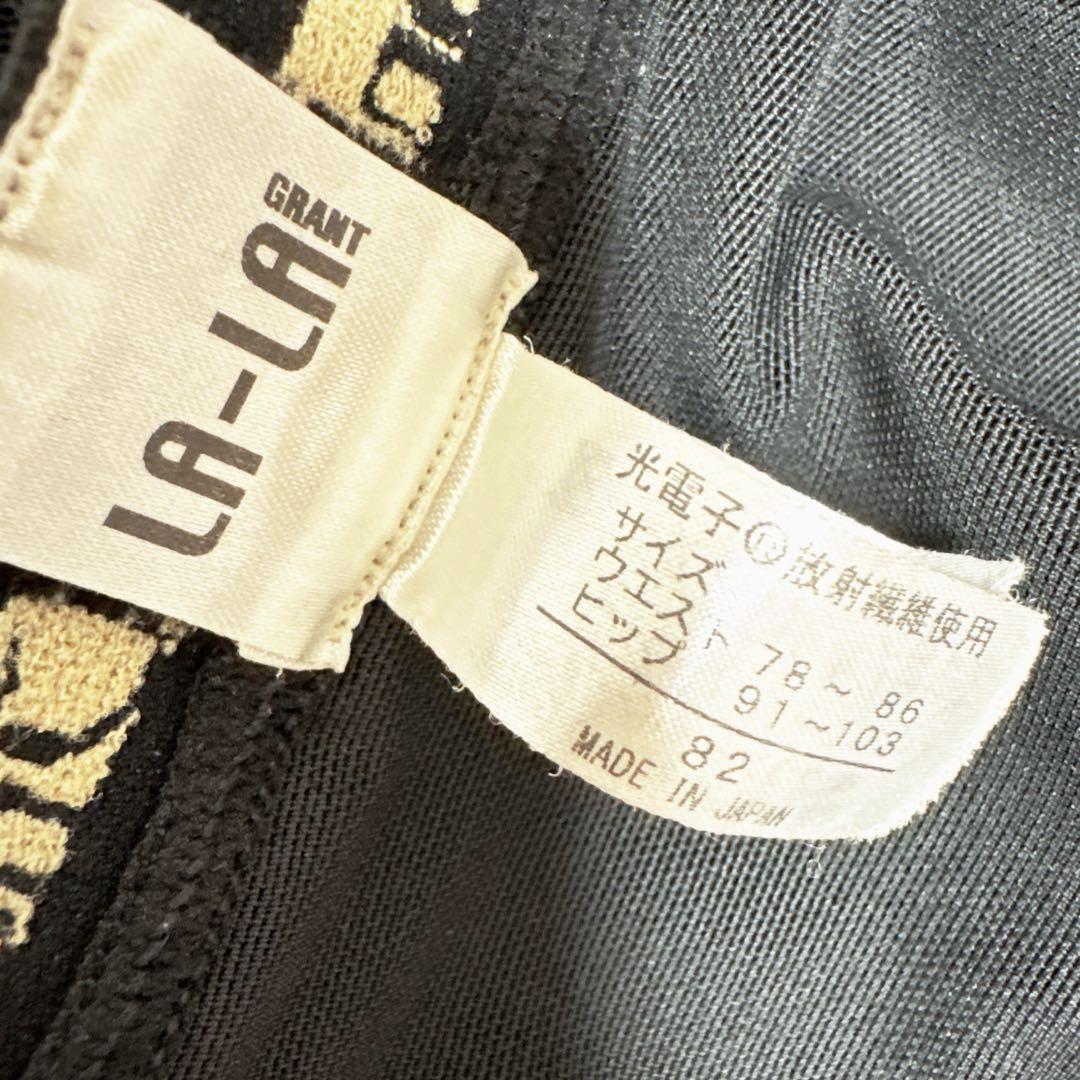 GRANT
LA-LA
光電子®放射繊維使用
サイズ
ウエスト 78～86
ヒップ 91～103
82
MADE IN JAPAN